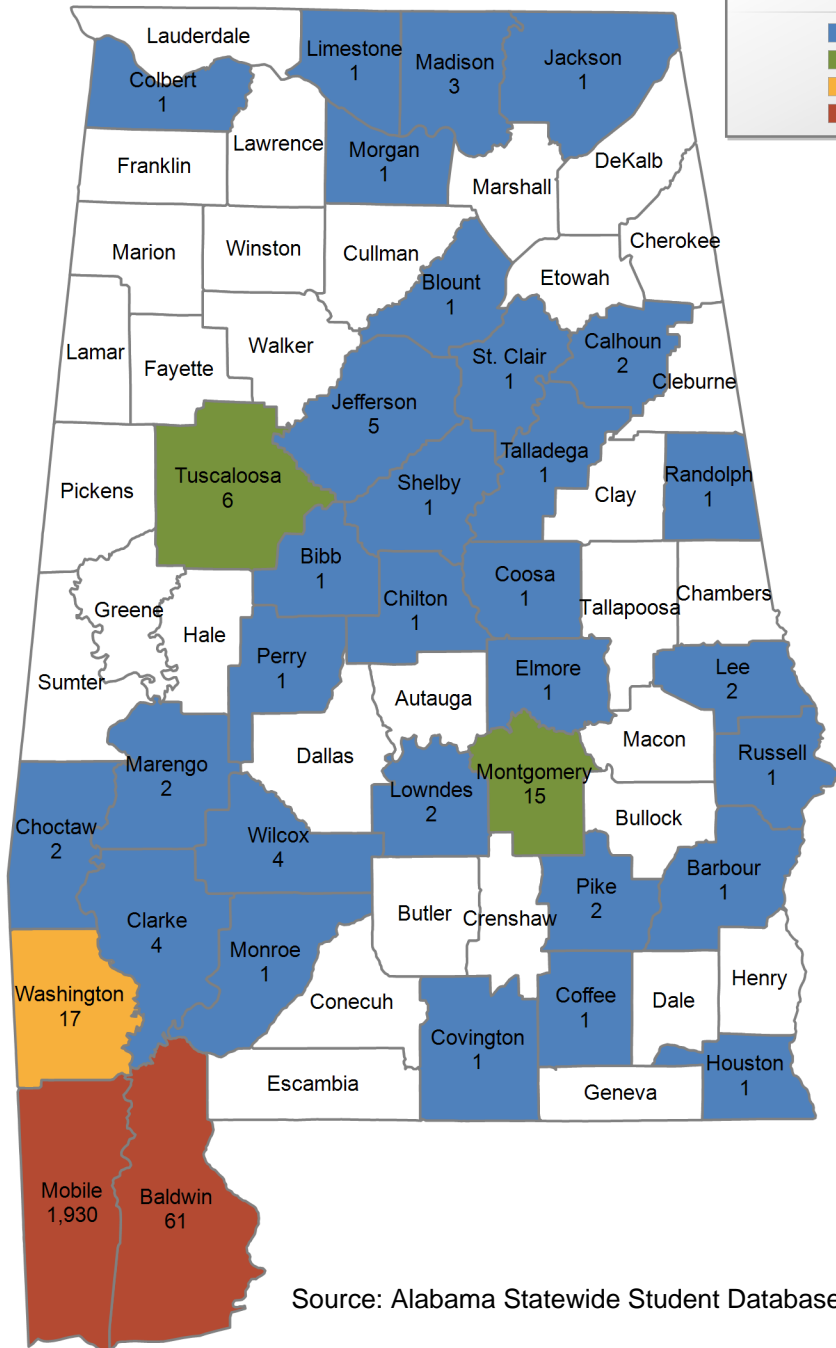 Lauderdale
Limestone
1
Madison
3
Jackson
1
Colbert
1
Lawrence
Franklin
Morgan
1
DeKalb
Marshall
Cherokee
Marion
Winston
Cullman
Etowah
Blount
1
Lamar
Walker
Fayette
St. Clair
1
Calhoun
2
Cleburne
Jefferson
5
Talladega
1
Tuscaloosa
6
Pickens
Shelby
1
Clay
Randolph
1
Bibb
1
Coosa
1
Chilton
1
Chambers
Tallapoosa
Greene
Hale
Perry
1
Elmore
1
Lee
2
Sumter
Autauga
Macon
Dallas
Marengo
2
Russell
1
Montgomery
15
Lowndes
2
Bullock
Choctaw
2
Wilcox
4
Barbour
1
Pike
2
Clarke
4
Butler
Crenshaw
Monroe
1
Henry
Washington
17
Conecuh
Coffee
1
Dale
Covington
1
Houston
1
Escambia
Geneva
Mobile
1,930
Baldwin
61
Source: Alabama Statewide Student Database